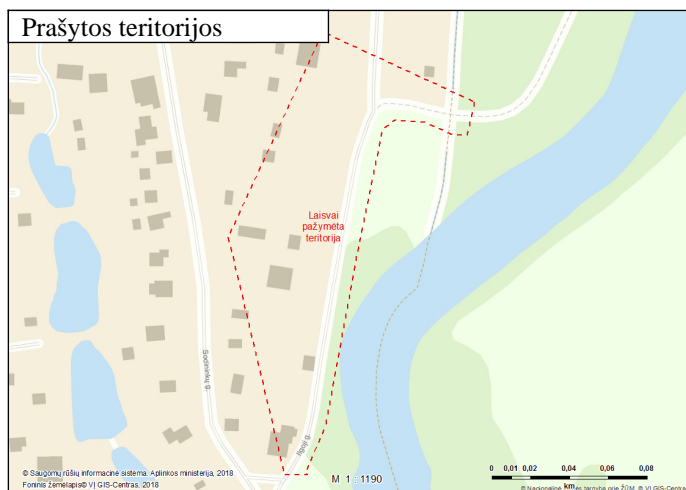 Prašytos teritorijos
Laisvai
pažymėta
teritorija
Sodininkų g.
Ilgoji g.
© Saugomų rūšių informacinė sistema. Aplinkos ministerija, 2018
Foninis žemėlapis© VĮ GIS-Centras, 2018
M 1 : 1190
0 0,01 0,02 0,04 0,06 0,08
km
© Nacionalinė žemės tarnyba prie ŽŪM, © VĮ GIS-Centras